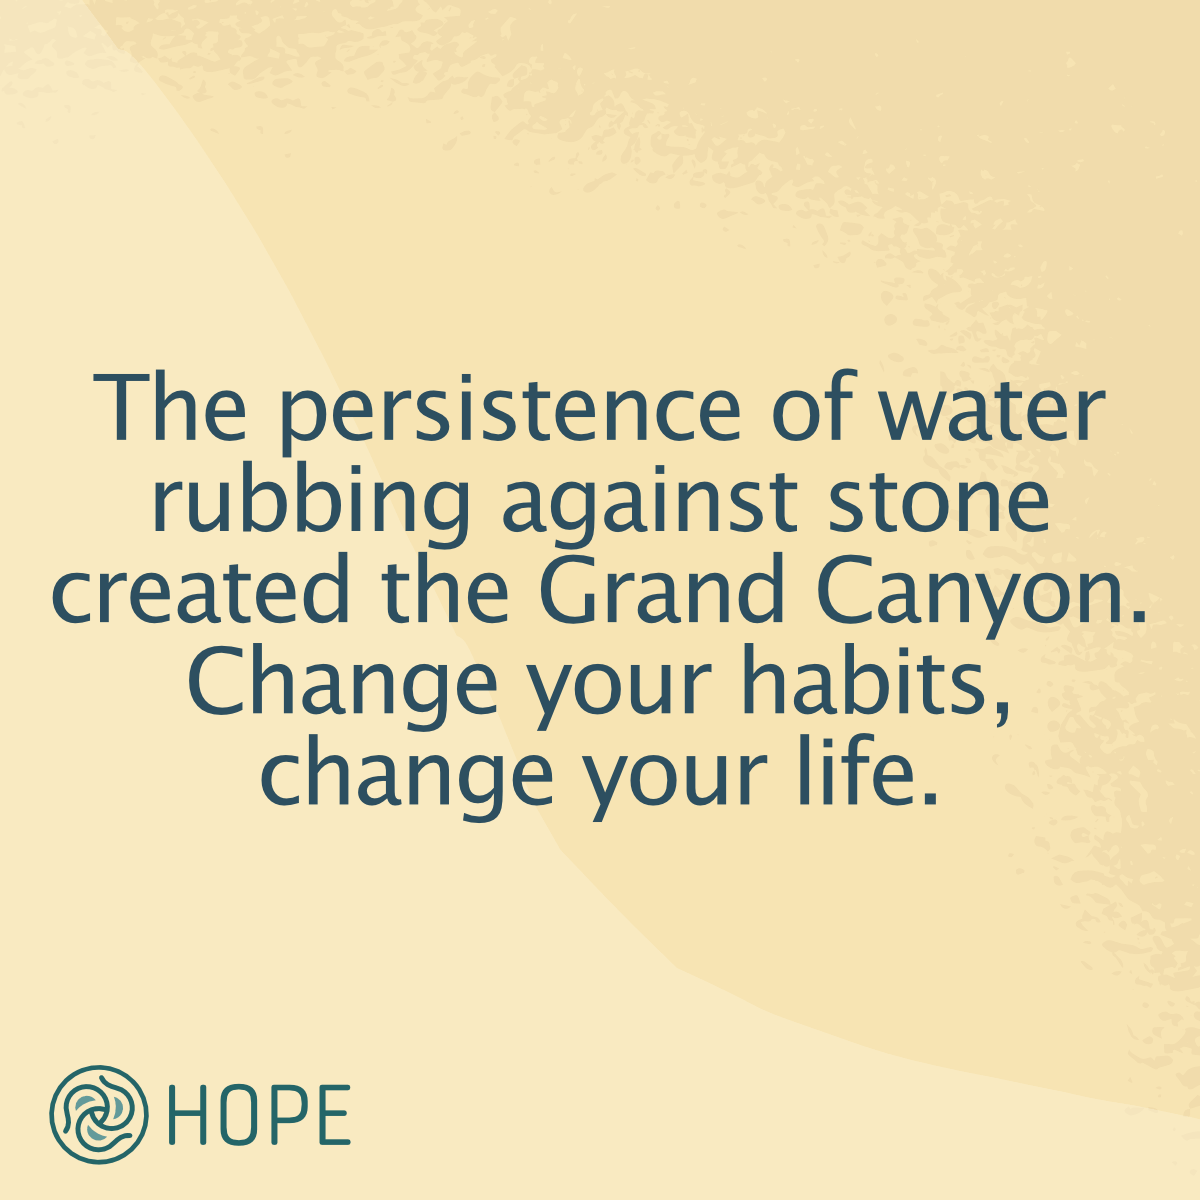 The persistence of water
rubbing against stone
created the Grand Canyon.
Change your habits,
change your life.
HOPE